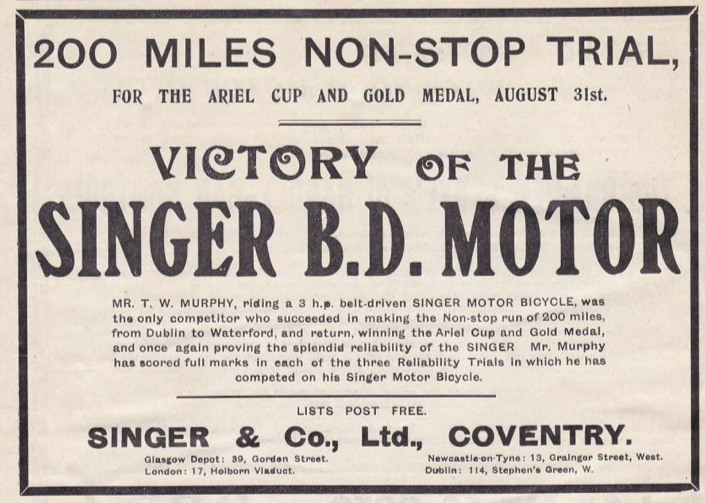 200 MILES NON-STOP TRIAL,
FOR THE ARIEL CUP AND GOLD MEDAL, AUGUST 31st.
VICTORY OF THE
SINGER B.D. MOTOR
MR. T. W. MURPHY, riding a 3 h.p. belt-driven SINGER MOTOR BICYCLE, was
the only competitor who succeeded in making the Non-stop run of 200 miles,
from Dublin to Waterford, and return, winning the Ariel Cup and Gold Medal,
and once again proving the splendid reliability of the SINGER Mr. Murphy
has scored full marks in each of the three Reliability Trials in which he has
competed on his Singer Motor Bicycle.
LISTS POST FREE.
SINGER & Co., Ltd., COVENTRY.
Glasgow Depot: 39, Gordon Street. Newcastle-on-Tyne: 13, Grainger Street, West.
London: 17, Holborn Viaduct. Dublin: 114, Stephen's Green, W.